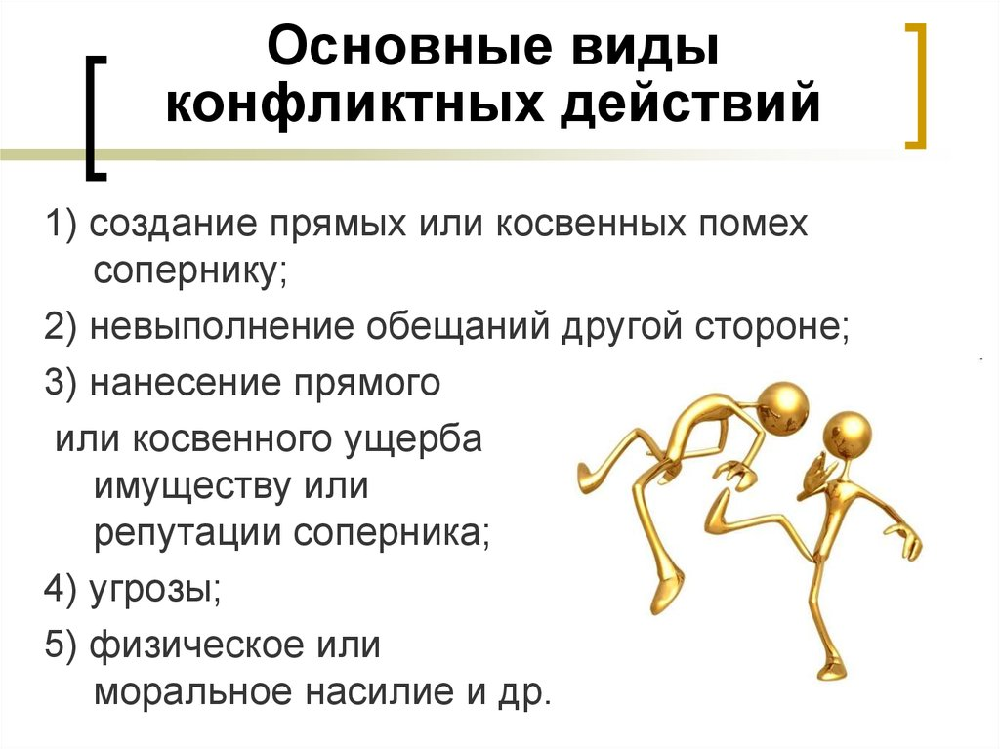 Основные виды
конфликтных действий
1) создание прямых или косвенных помех
сопернику;
2) невыполнение обещаний другой стороне;
3) нанесение прямого
или косвенного ущерба
имуществу или
репутации соперника;
4) угрозы;
5) физическое или
моральное насилие и др.